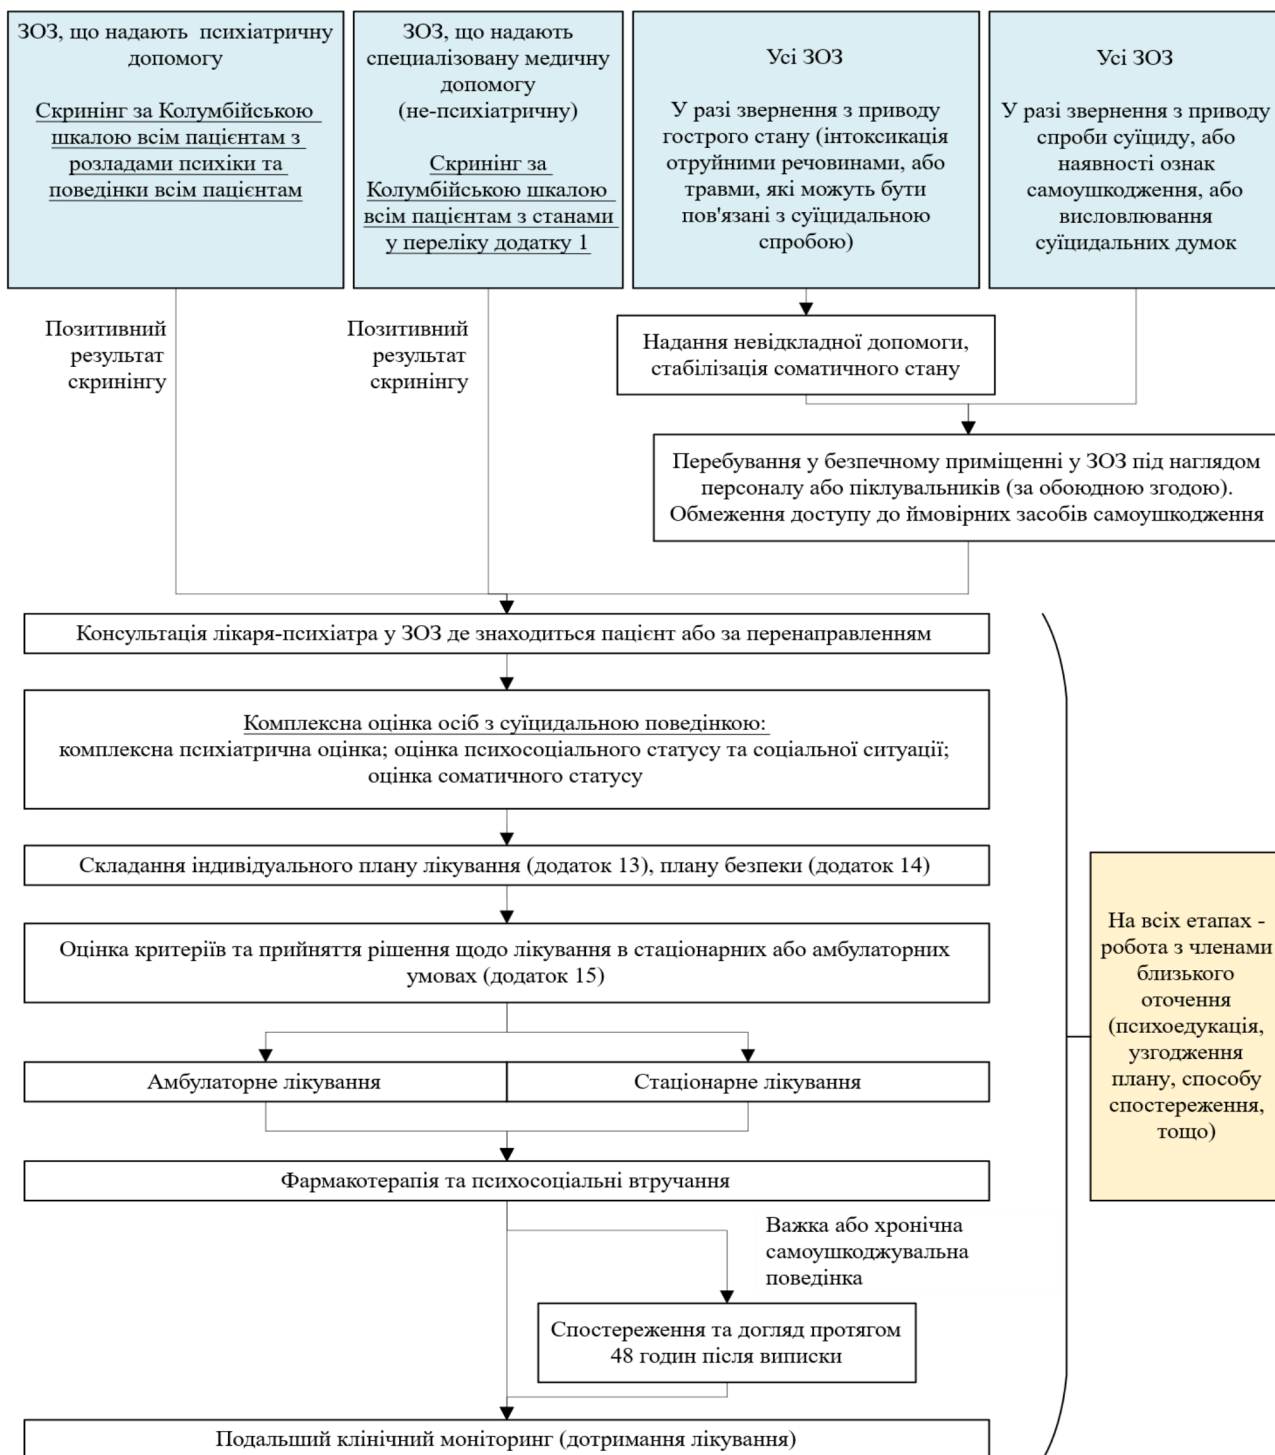 ЗОЗ, що надають психіатричну
допомогу
Скринінг за Колумбійською
шкалою всім пацієнтам з
розладами психіки та
поведінки всім пацієнтам
ЗОЗ, що надають
спеціалізовану медичну
допомогу
(не-психіатричну)
Скринінг за
Колумбійською шкалою
всім пацієнтам з станами
у переліку додатку 1
Усі ЗОЗ
У разі звернення з приводу
гострого стану (інтоксикація
отруйними речовинами, або
травми, які можуть бути
пов'язані з суїцидальною
спробою)
Усі ЗОЗ
У разі звернення з приводу
спроби суїциду, або
наявності ознак
самоушкодження, або
висловлювання
суїцидальних думок
Позитивний
результат
скринінгу
Позитивний
результат
скринінгу
Надання невідкладної допомоги,
стабілізація соматичного стану
Перебування у безпечному приміщенні у ЗОЗ під наглядом
персоналу або піклувальників (за обоюдною згодою).
Обмеження доступу до ймовірних засобів самоушкодження
Консультація лікаря-психіатра у ЗОЗ де знаходиться пацієнт або за перенаправленням
Комплексна оцінка осіб з суїцидальною поведінкою:
комплексна психіатрична оцінка; оцінка психосоціального статусу та соціальної ситуації;
оцінка соматичного статусу
Складання індивідуального плану лікування (додаток 13), плану безпеки (додаток 14)
Оцінка критеріїв та прийняття рішення щодо лікування в стаціонарних або амбулаторних
умовах (додаток 15)
Амбулаторне лікування
Стаціонарне лікування
Фармакотерапія та психосоціальні втручання
Важка або хронічна
самоушкоджувальна
поведінка
Спостереження та догляд протягом
48 годин після виписки
Подальший клінічний моніторинг (дотримання лікування)
На всіх етапах -
робота з членами
близького
оточення
(психоедукація,
узгодження
плану, способу
спостереження,
тощо)